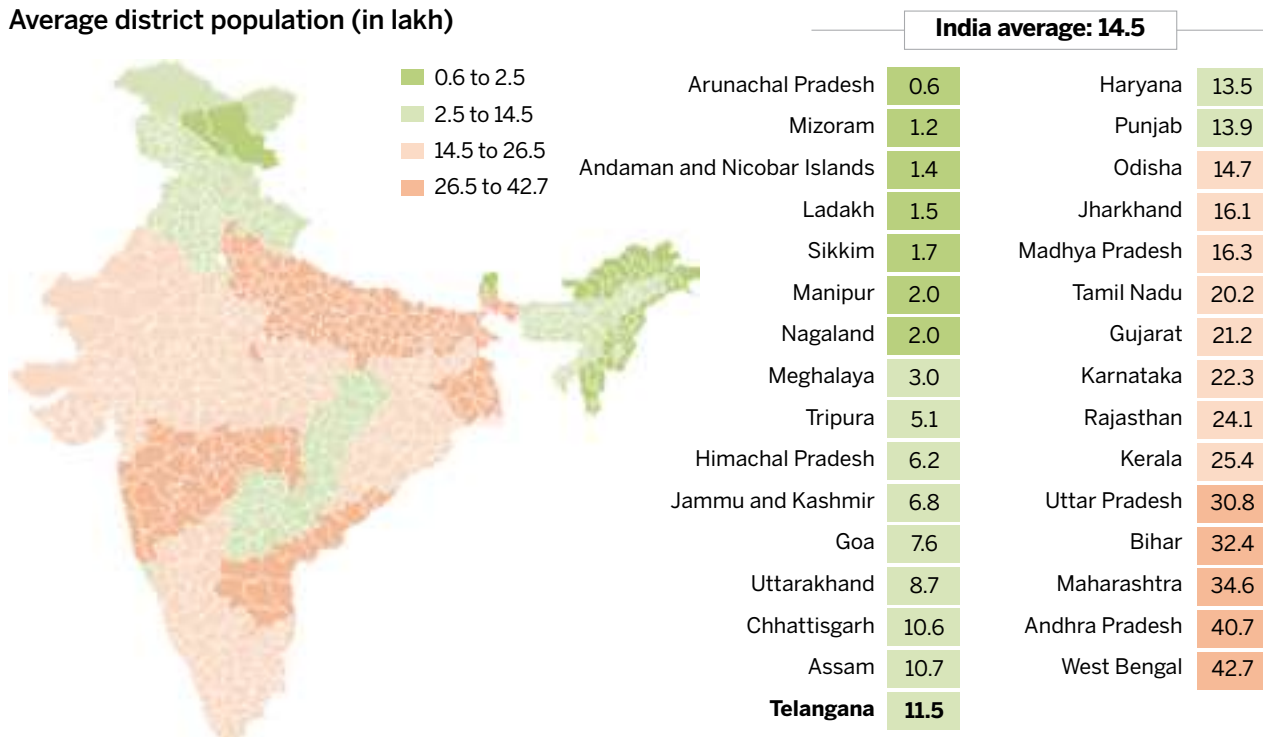 Average district population (in lakh)
India average: 14.5
0.6 to 2.5
2.5 to 14.5
14.5 to 26.5
26.5 to 42.7
Arunachal Pradesh 0.6
Mizoram 1.2
Andaman and Nicobar Islands 1.4
Ladakh 1.5
Sikkim 1.7
Manipur 2.0
Nagaland 2.0
Meghalaya 3.0
Tripura 5.1
Himachal Pradesh 6.2
Jammu and Kashmir 6.8
Goa 7.6
Uttarakhand 8.7
Chhattisgarh 10.6
Assam 10.7
Telangana 11.5
Haryana 13.5
Punjab 13.9
Odisha 14.7
Jharkhand 16.1
Madhya Pradesh 16.3
Tamil Nadu 20.2
Gujarat 21.2
Karnataka 22.3
Rajasthan 24.1
Kerala 25.4
Uttar Pradesh 30.8
Bihar 32.4
Maharashtra 34.6
Andhra Pradesh 40.7
West Bengal 42.7